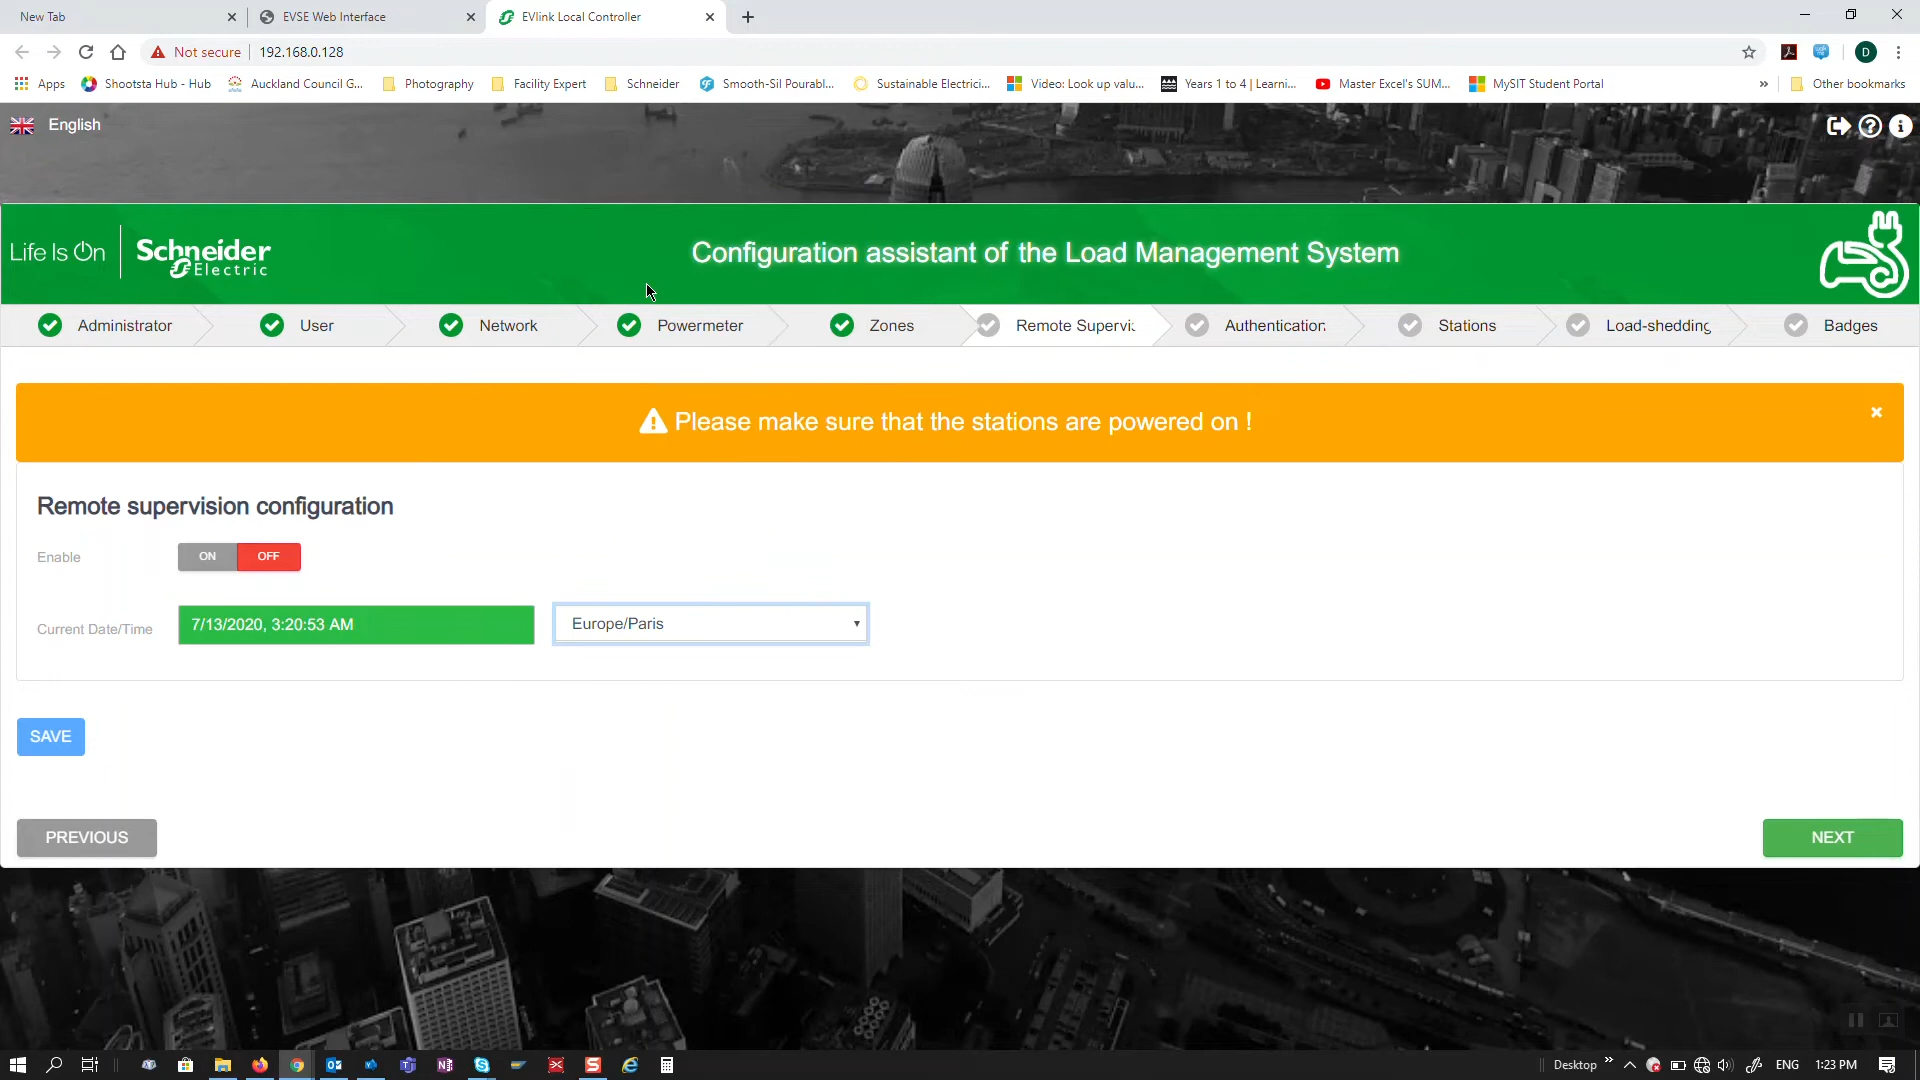 New Tab
EVSE Web Interface
EVlink Local Controller
Not secure
192.168.0.128
D
Apps
Shootsta Hub - Hub
Auckland Council G...
Photography
Facility Expert
Schneider
Smooth-Sil Pourabl...
Sustainable Electrici...
Video: Look up valu...
Years 1 to 4 | Learni...
Master Excel's SUM...
MySIT Student Portal
»
Other bookmarks
English
Life Is On
Schneider
Electric
Configuration assistant of the Load Management System
Administrator
User
Network
Powermeter
Zones
Remote Supervi
Authentication
Stations
Load-shedding
Badges
Please make sure that the stations are powered on !
Remote supervision configuration
Enable
ON
OFF
Current Date/Time
7/13/2020, 3:20:53 AM
Europe/Paris
SAVE
PREVIOUS
NEXT
Desktop
»
ENG
1:23 PM